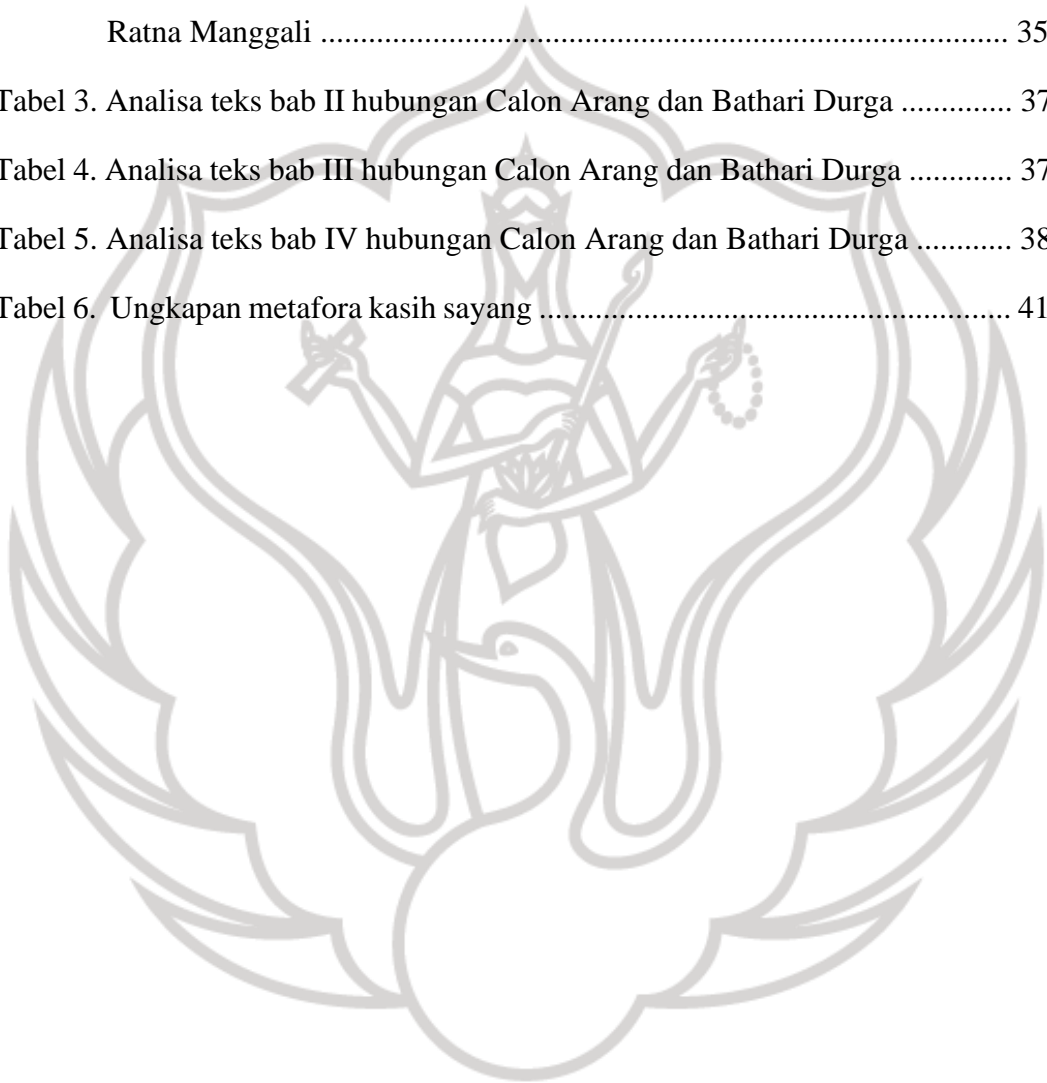 Ratna Manggali ....................................................................................... 35
Tabel 3. Analisa teks bab II hubungan Calon Arang dan Bathari Durga .............. 37
Tabel 4. Analisa teks bab III hubungan Calon Arang dan Bathari Durga ............. 37
Tabel 5. Analisa teks bab IV hubungan Calon Arang dan Bathari Durga ............ 38
Tabel 6. Ungkapan metafora kasih sayang ........................................................... 41